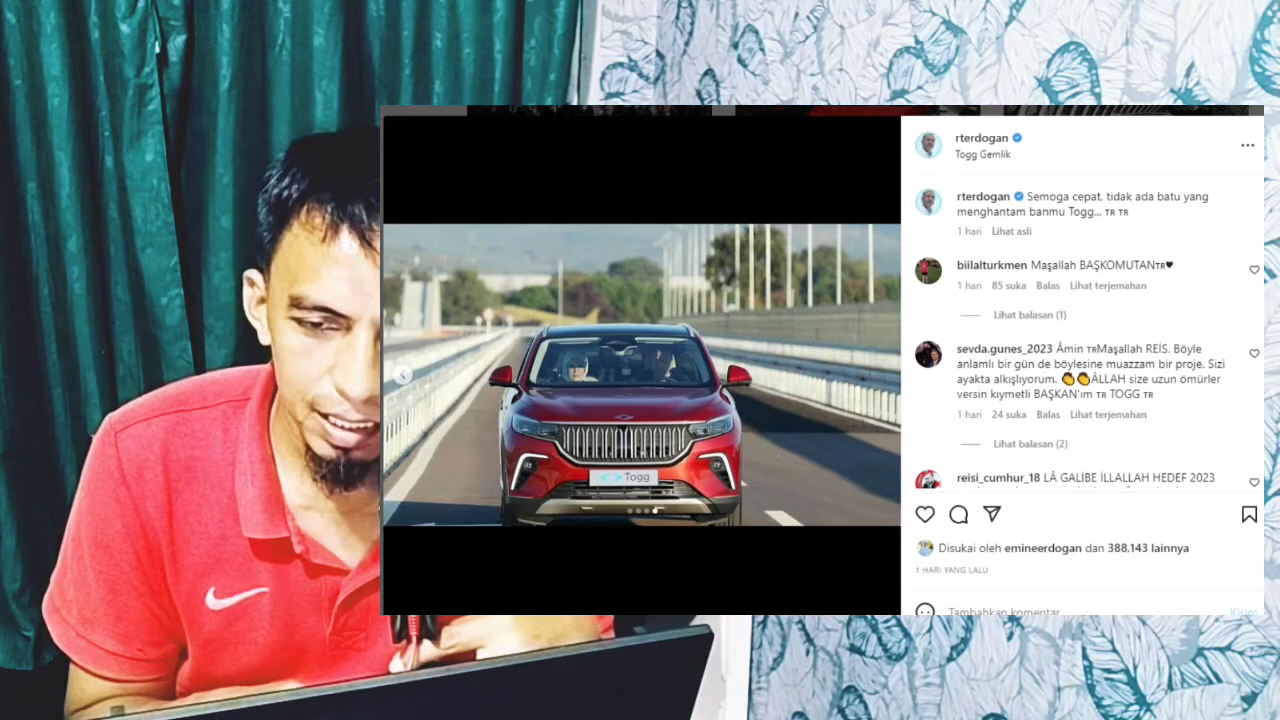 rterdogan
Togg Gemlik
rterdogan Semoga cepat, tidak ada batu yang
menghantam banmu Togg... TR TR
1 hari Lihat asli
biilalturkmen Maşallah BAŞKOMUTANTR♥
1 hari 85 suka Balas Lihat terjemahan
Lihat balasan (1)
sevda.gunes_2023 Âmin TRMaşallah REİS. Böyle
anlamlı bir gün de böylesine muazzam bir proje. Sizi
ayakta alkışlıyorum. 👏👏ÂLLAH size uzun ömürler
versin kıymetli BAŞKAN'ım TR TOGG TR
1 hari 24 suka Balas Lihat terjemahan
Lihat balasan (2)
reisi_cumhur_18 LÂ GALİBE İLLALLAH HEDEF 2023
Togg
Disukai oleh emineerdogan dan 388,143 lainnya
1 HARI YANG LALU
Tambahkan komentar
Kirim